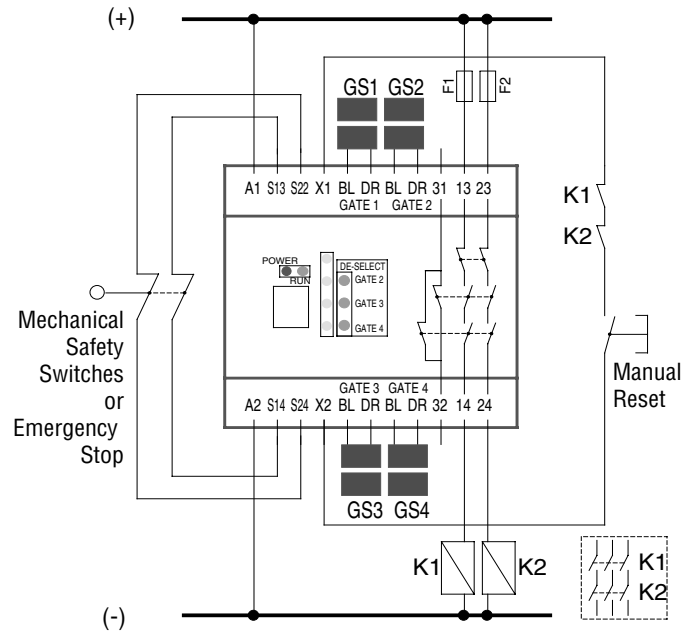 (+)
GS1 GS2
F1
F2
A1 S13 S22 X1 BL DR BL DR 31 13 23
GATE 1 GATE 2
K1
K2
POWER
RUN
DE-SELECT
GATE 2
GATE 3
GATE 4
Mechanical
Safety
Switches
or
Emergency
Stop
Manual
Reset
GATE 3 GATE 4
A2 S14 S24 X2 BL DR BL DR 32 14 24
GS3 GS4
K1
K2
K1
K2
(-)